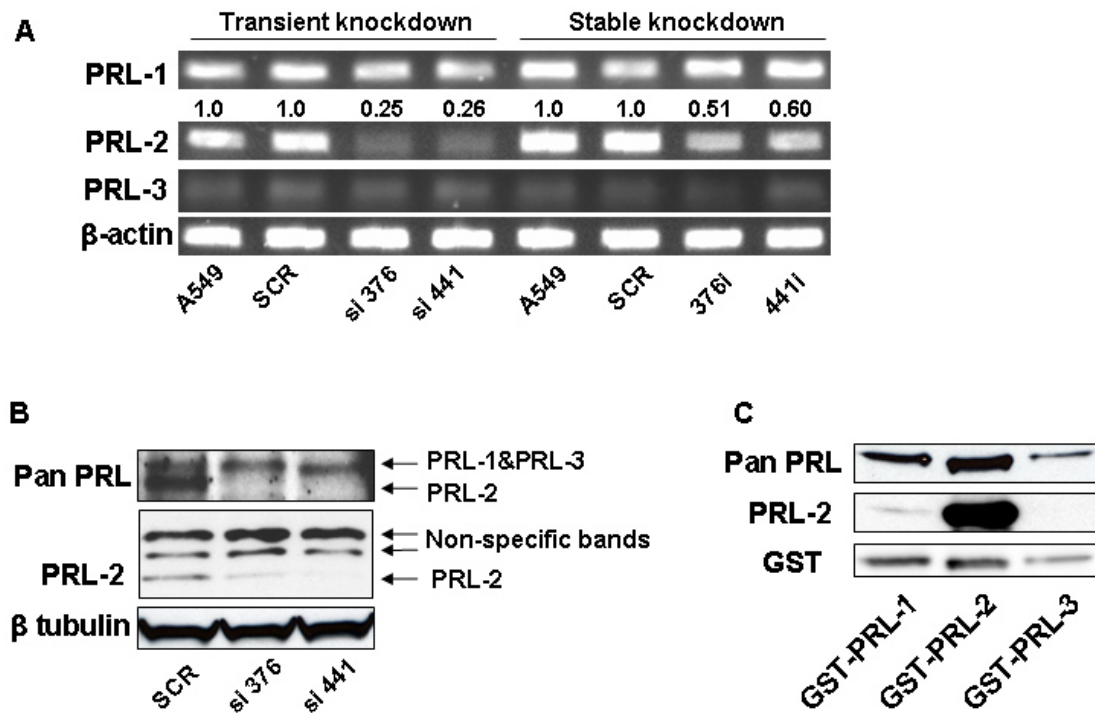 A
Transient knockdown Stable knockdown
PRL-1
1.0 1.0 0.25 0.26 1.0 1.0 0.51 0.60
PRL-2
PRL-3
β-actin
A549 SCR si 376 si 441 A549 SCR 376i 441i
B
Pan PRL
PRL-1&PRL-3
PRL-2
Non-specific bands
PRL-2
PRL-2
β tubulin
SCR si 376 si 441
C
Pan PRL
PRL-2
GST
GST-PRL-1 GST-PRL-2 GST-PRL-3